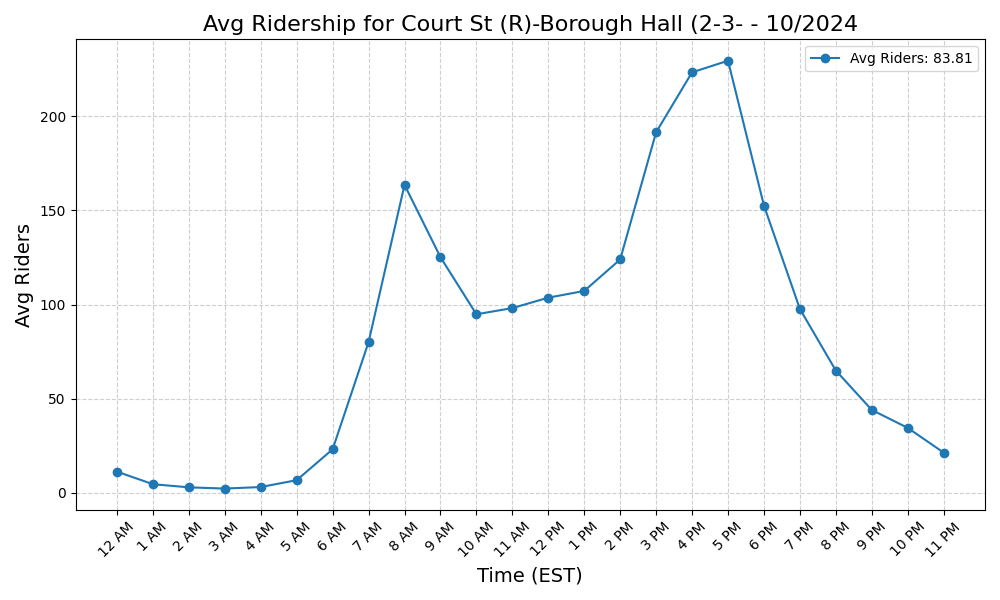 Avg Ridership for Court St (R)-Borough Hall (2-3- - 10/2024
Avg Riders: 83.81
Avg Riders
200
150
100
50
0
12 AM
1 AM
2 AM
3 AM
4 AM
5 AM
6 AM
7 AM
8 AM
9 AM
10 AM
11 AM
12 PM
1 PM
2 PM
3 PM
4 PM
5 PM
6 PM
7 PM
8 PM
9 PM
10 PM
11 PM
Time (EST)